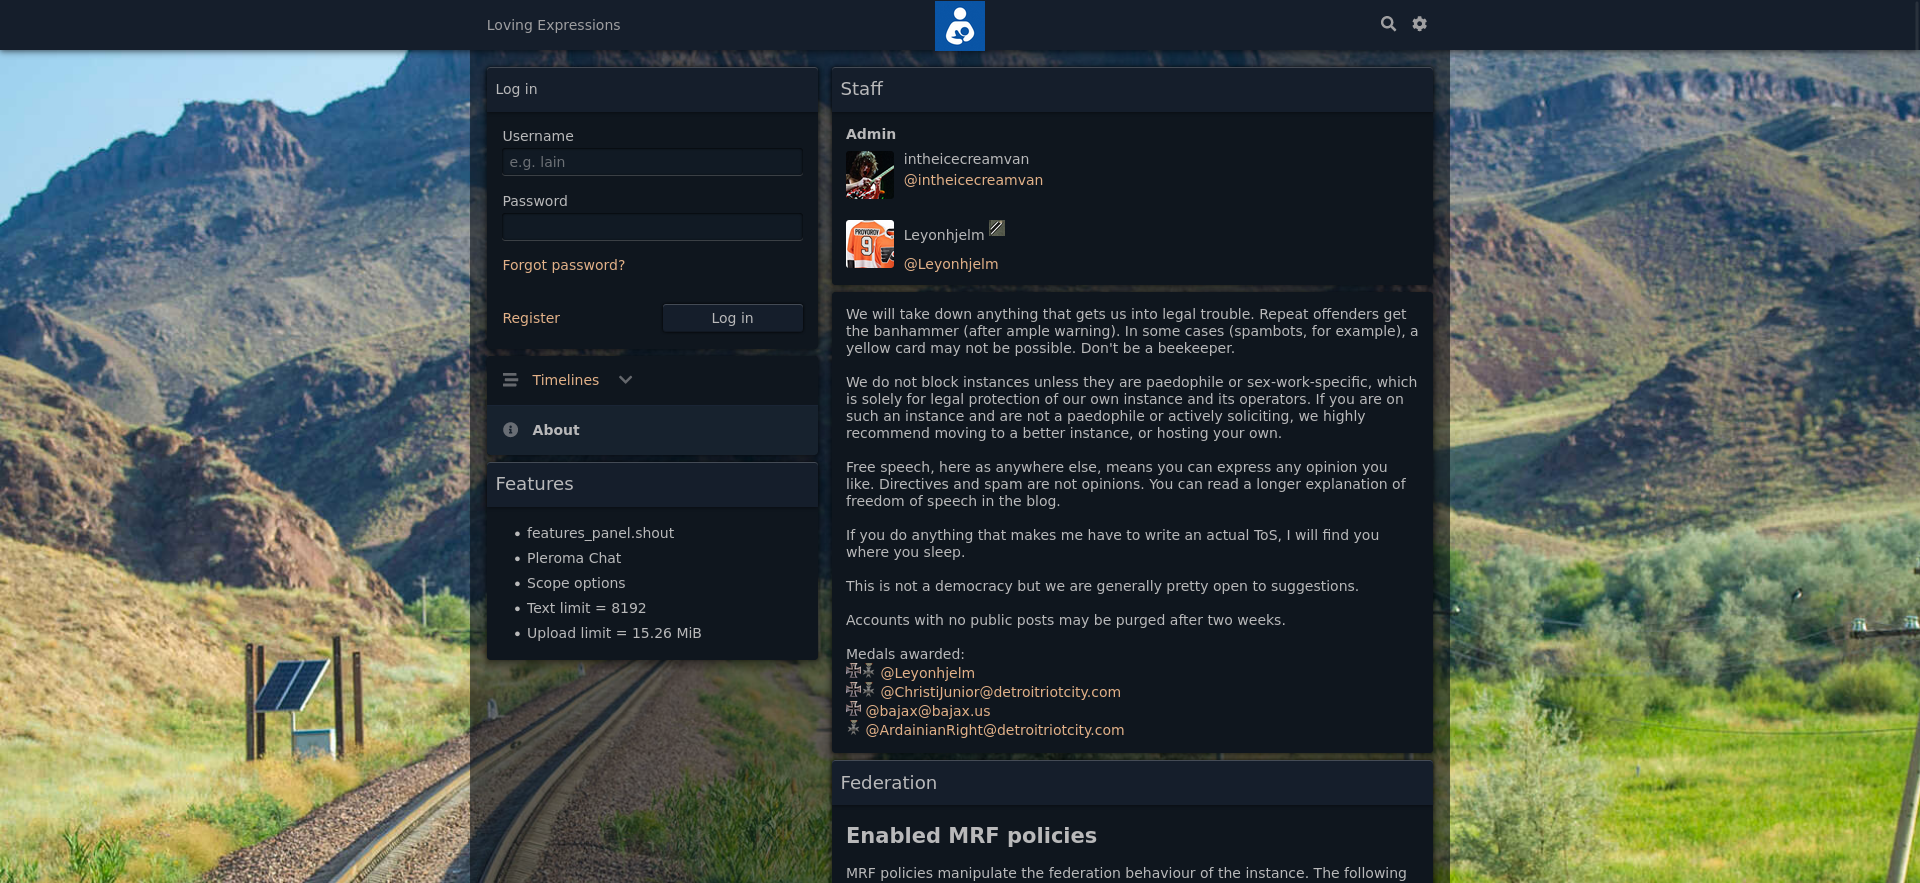 Loving Expressions
Log in
Username
e.g. lain
Password
Forgot password?
Register
Log in
Timelines
About
Features
features_panel.shout
Pleroma Chat
Scope options
Text limit = 8192
Upload limit = 15.26 MiB
Staff
Admin
intheicecreamvan
@intheicecreamvan
PROVOROV
9
Leyonhjelm
@Leyonhjelm
We will take down anything that gets us into legal trouble. Repeat offenders get
the banhammer (after ample warning). In some cases (spambots, for example), a
yellow card may not be possible. Don't be a beekeeper.
We do not block instances unless they are paedophile or sex-work-specific, which
is solely for legal protection of our own instance and its operators. If you are on
such an instance and are not a paedophile or actively soliciting, we highly
recommend moving to a better instance, or hosting your own.
Free speech, here as anywhere else, means you can express any opinion you
like. Directives and spam are not opinions. You can read a longer explanation of
freedom of speech in the blog.
If you do anything that makes me have to write an actual ToS, I will find you
where you sleep.
This is not a democracy but we are generally pretty open to suggestions.
Accounts with no public posts may be purged after two weeks.
Medals awarded:
@Leyonhjelm
@ChristiJunior@detroitriotcity.com
@bajax@bajax.us
@ArdainianRight@detroitriotcity.com
Federation
Enabled MRF policies
MRF policies manipulate the federation behaviour of the instance. The following